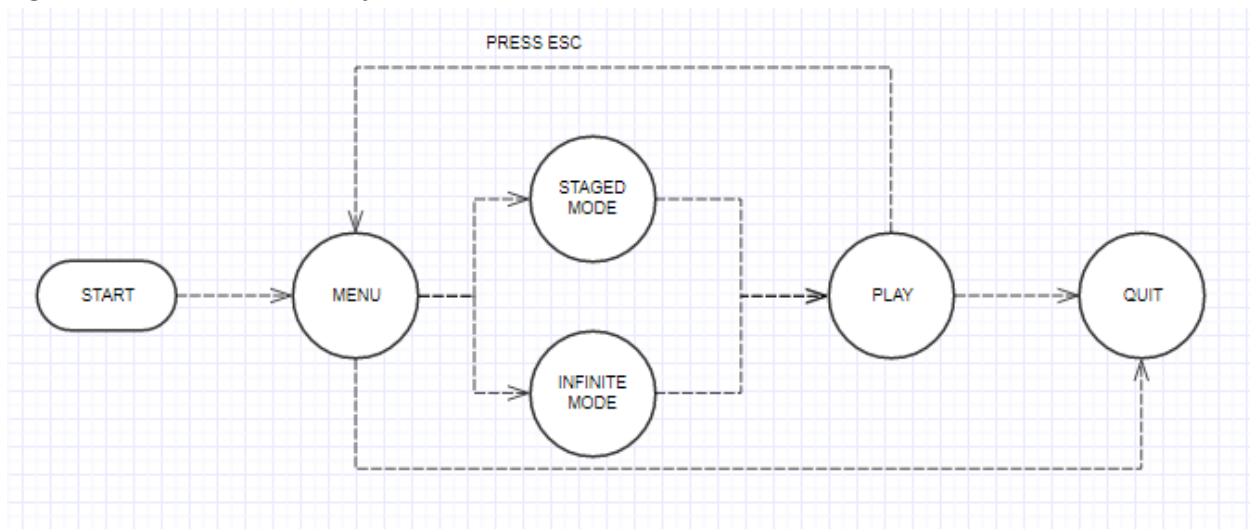 PRESS ESC
STAGED
MODE
START
MENU
PLAY
QUIT
INFINITE
MODE